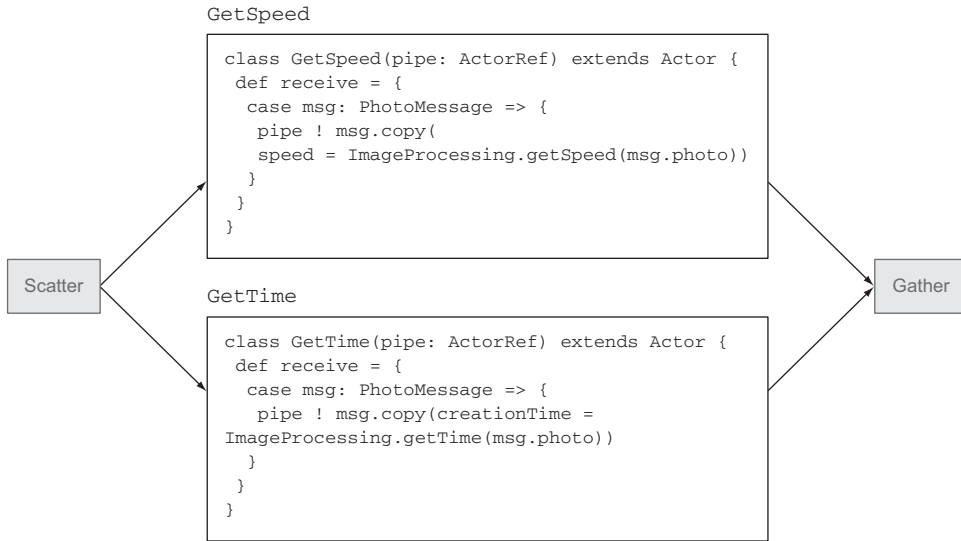 GetSpeed
class GetSpeed(pipe: ActorRef) extends Actor {
def receive = {
case msg: PhotoMessage => {
pipe ! msg.copy(
speed = ImageProcessing.getSpeed(msg.photo))
}
}
}
Scatter
Gather
GetTime
class GetTime(pipe: ActorRef) extends Actor {
def receive = {
case msg: PhotoMessage => {
pipe ! msg.copy(creationTime =
ImageProcessing.getTime(msg.photo))
}
}
}